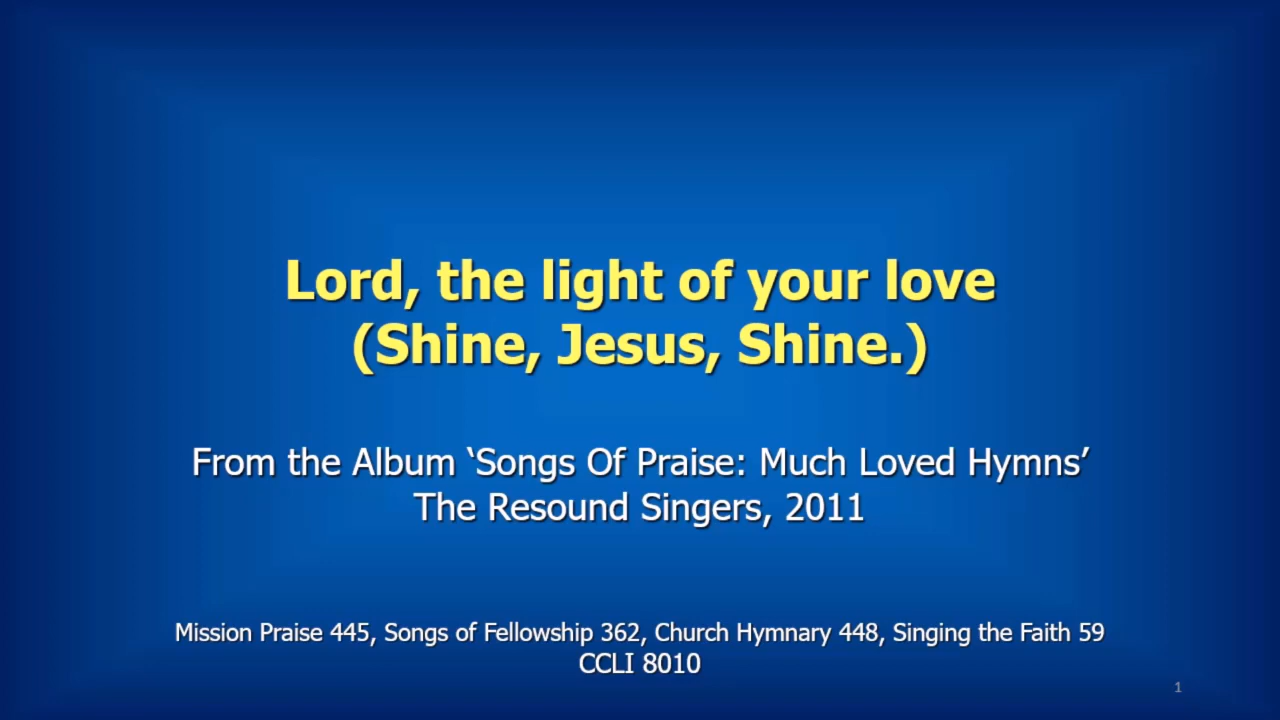 Lord, the light of your love
(Shine, Jesus, Shine.)
From the Album ‘Songs Of Praise: Much Loved Hymns’
The Resound Singers, 2011
Mission Praise 445, Songs of Fellowship 362, Church Hymnary 448, Singing the Faith 59
CCLI 8010
1